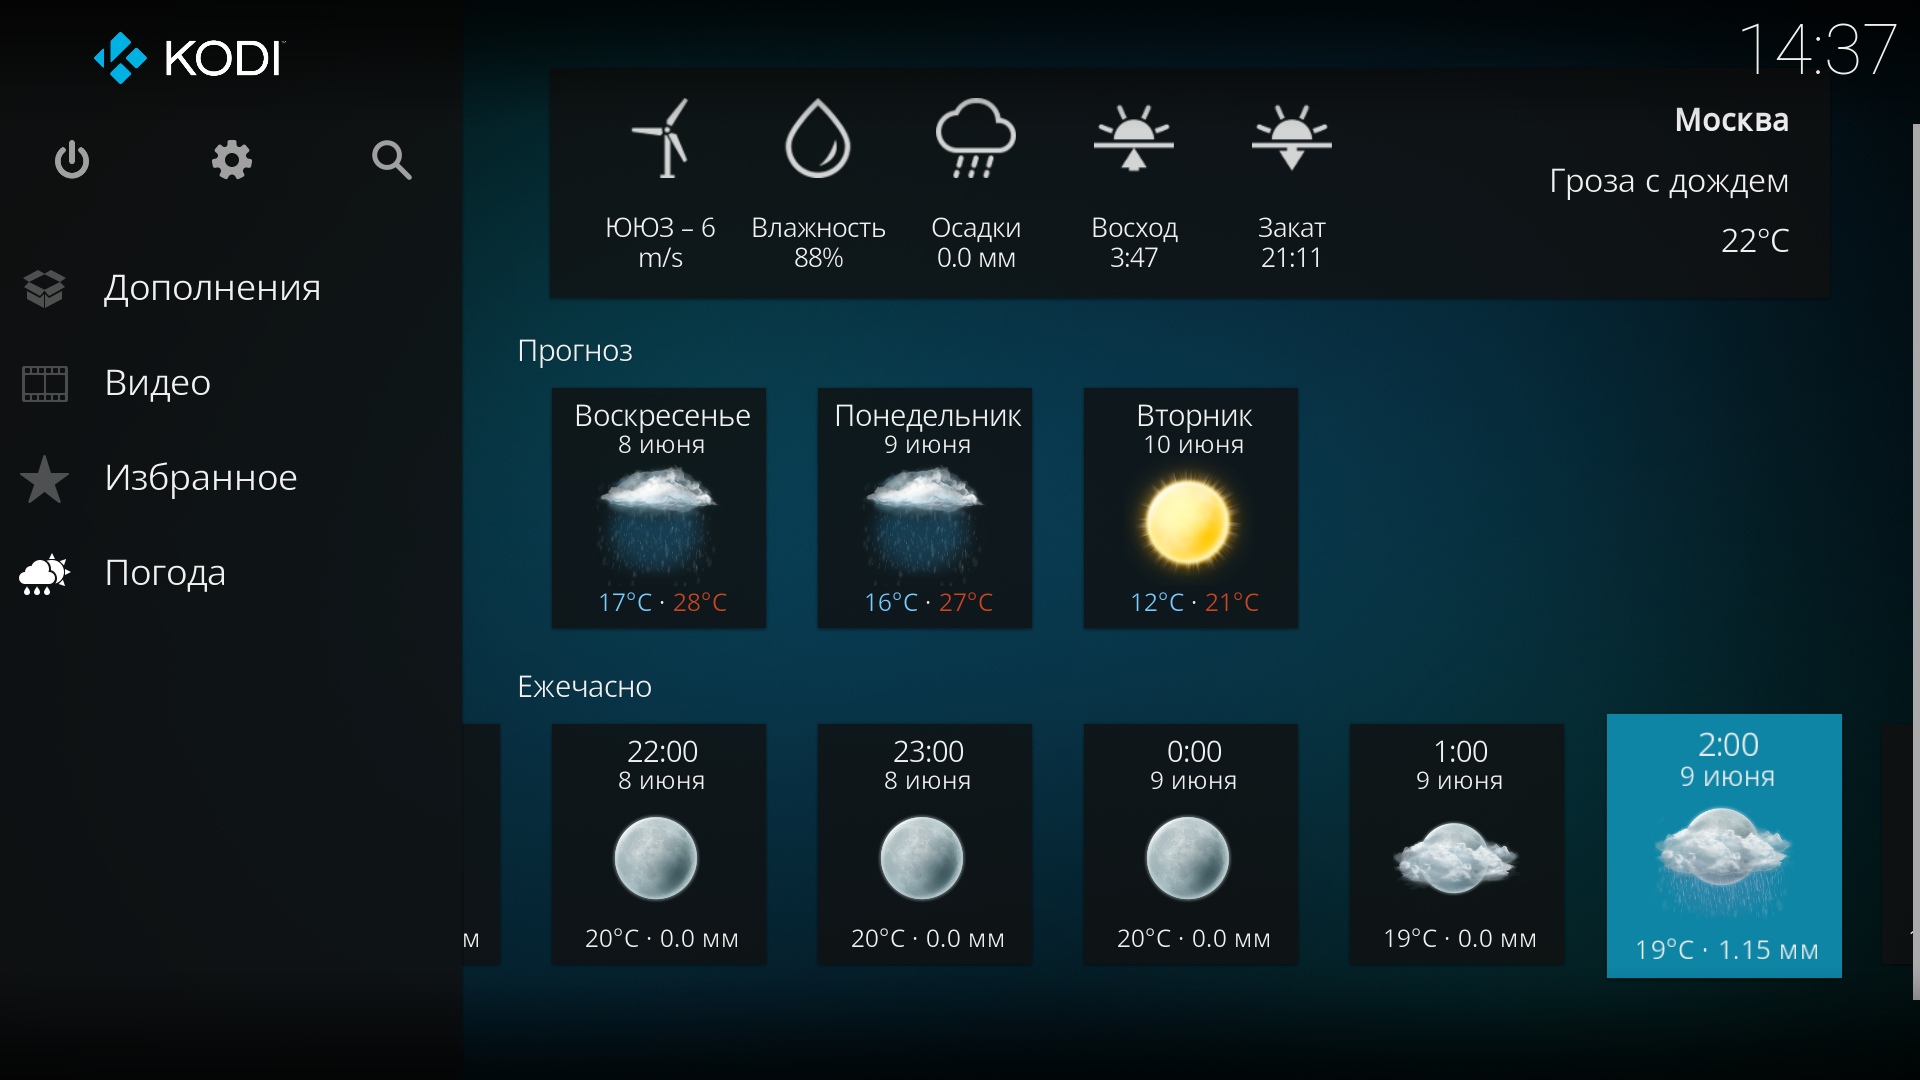 KODI
14:37
Дополнения
Видео
Избранное
Погода
ЮЮЗ – 6
m/s
Влажность
88%
Осадки
0.0 мм
Восход
3:47
Закат
21:11
Москва
Гроза с дождем
22°C
Прогноз
Воскресенье
8 июня
17°C · 28°C
Понедельник
9 июня
16°C · 27°C
Вторник
10 июня
12°C · 21°C
Ежечасно
м
22:00
8 июня
20°C · 0.0 мм
23:00
8 июня
20°C · 0.0 мм
0:00
9 июня
20°C · 0.0 мм
1:00
9 июня
19°C · 0.0 мм
2:00
9 июня
19°C · 1.15 мм